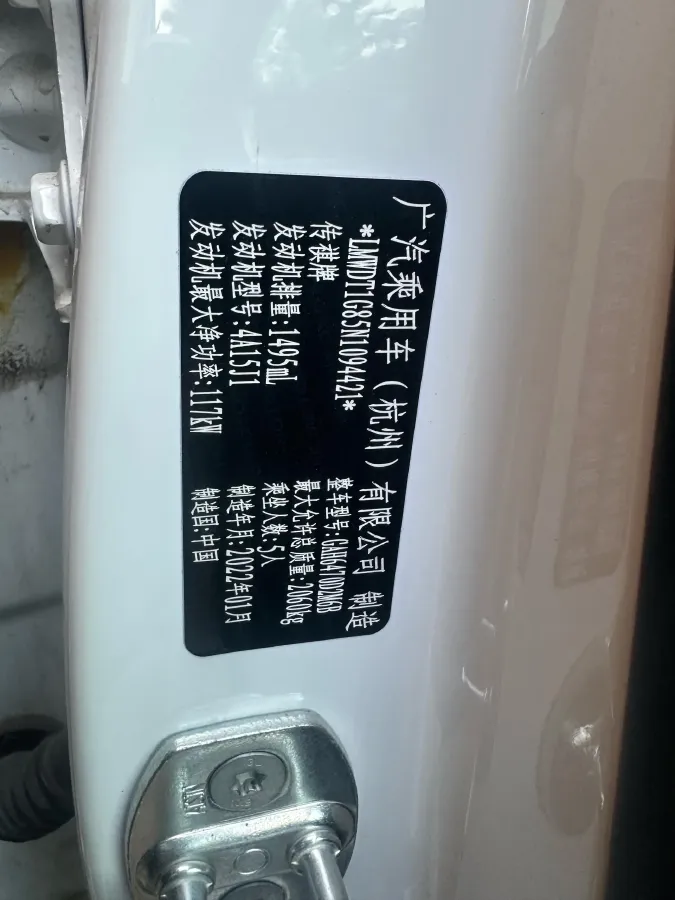 广汽乘用车（杭州）有限公司 制造
*LMWDT1G85N1094421*
传祺牌 整车型号:GAH6470D2M6B
发动机排量:1495mL 最大允许总质量:2060kg
发动机型号:4A15J1 乘坐人数:5人
发动机最大净功率:117kW 制造年月:2022年01月
制造国:中国